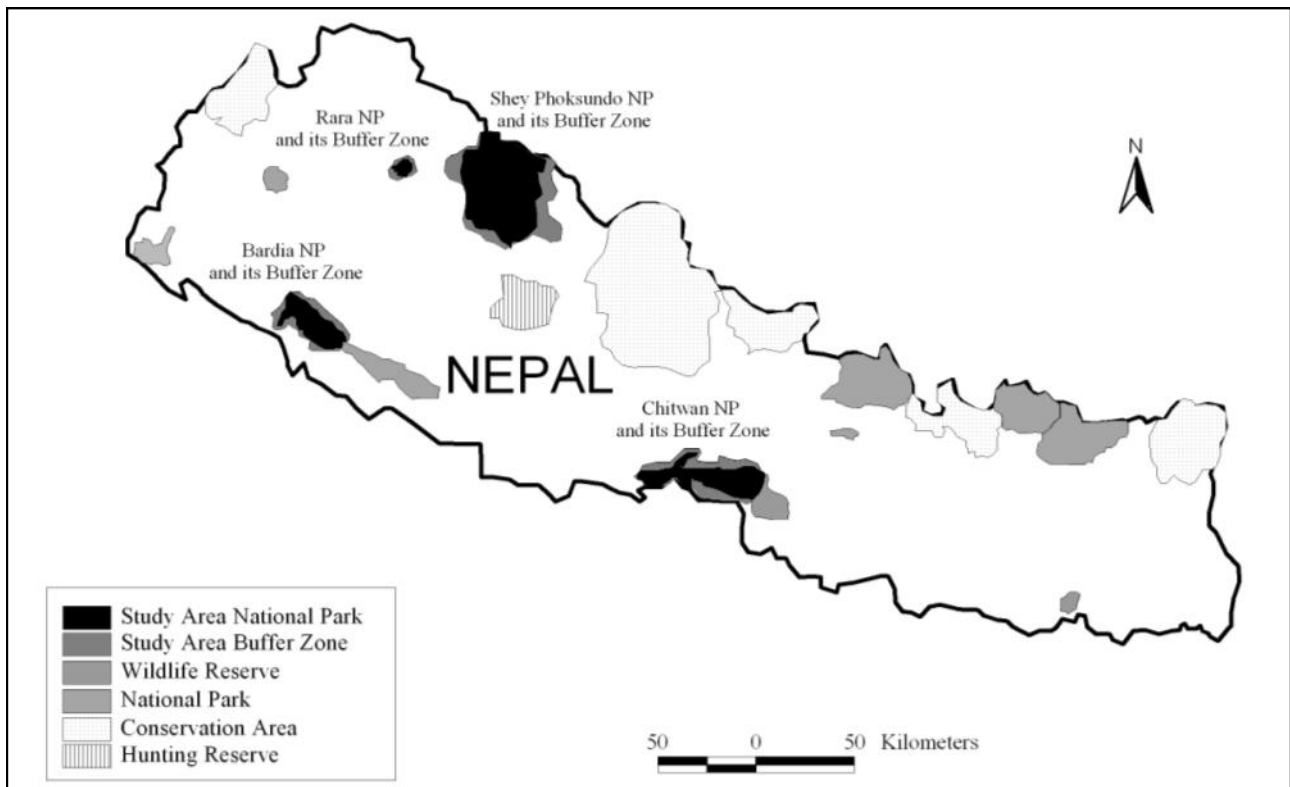 Shey Phoksundo NP
and its Buffer Zone
Rara NP
and its Buffer Zone
N
Bardia NP
and its Buffer Zone
NEPAL
Chitwan NP
and its Buffer Zone
Study Area National Park
Study Area Buffer Zone
Wildlife Reserve
National Park
Conservation Area
Hunting Reserve
50 0 50 Kilometers